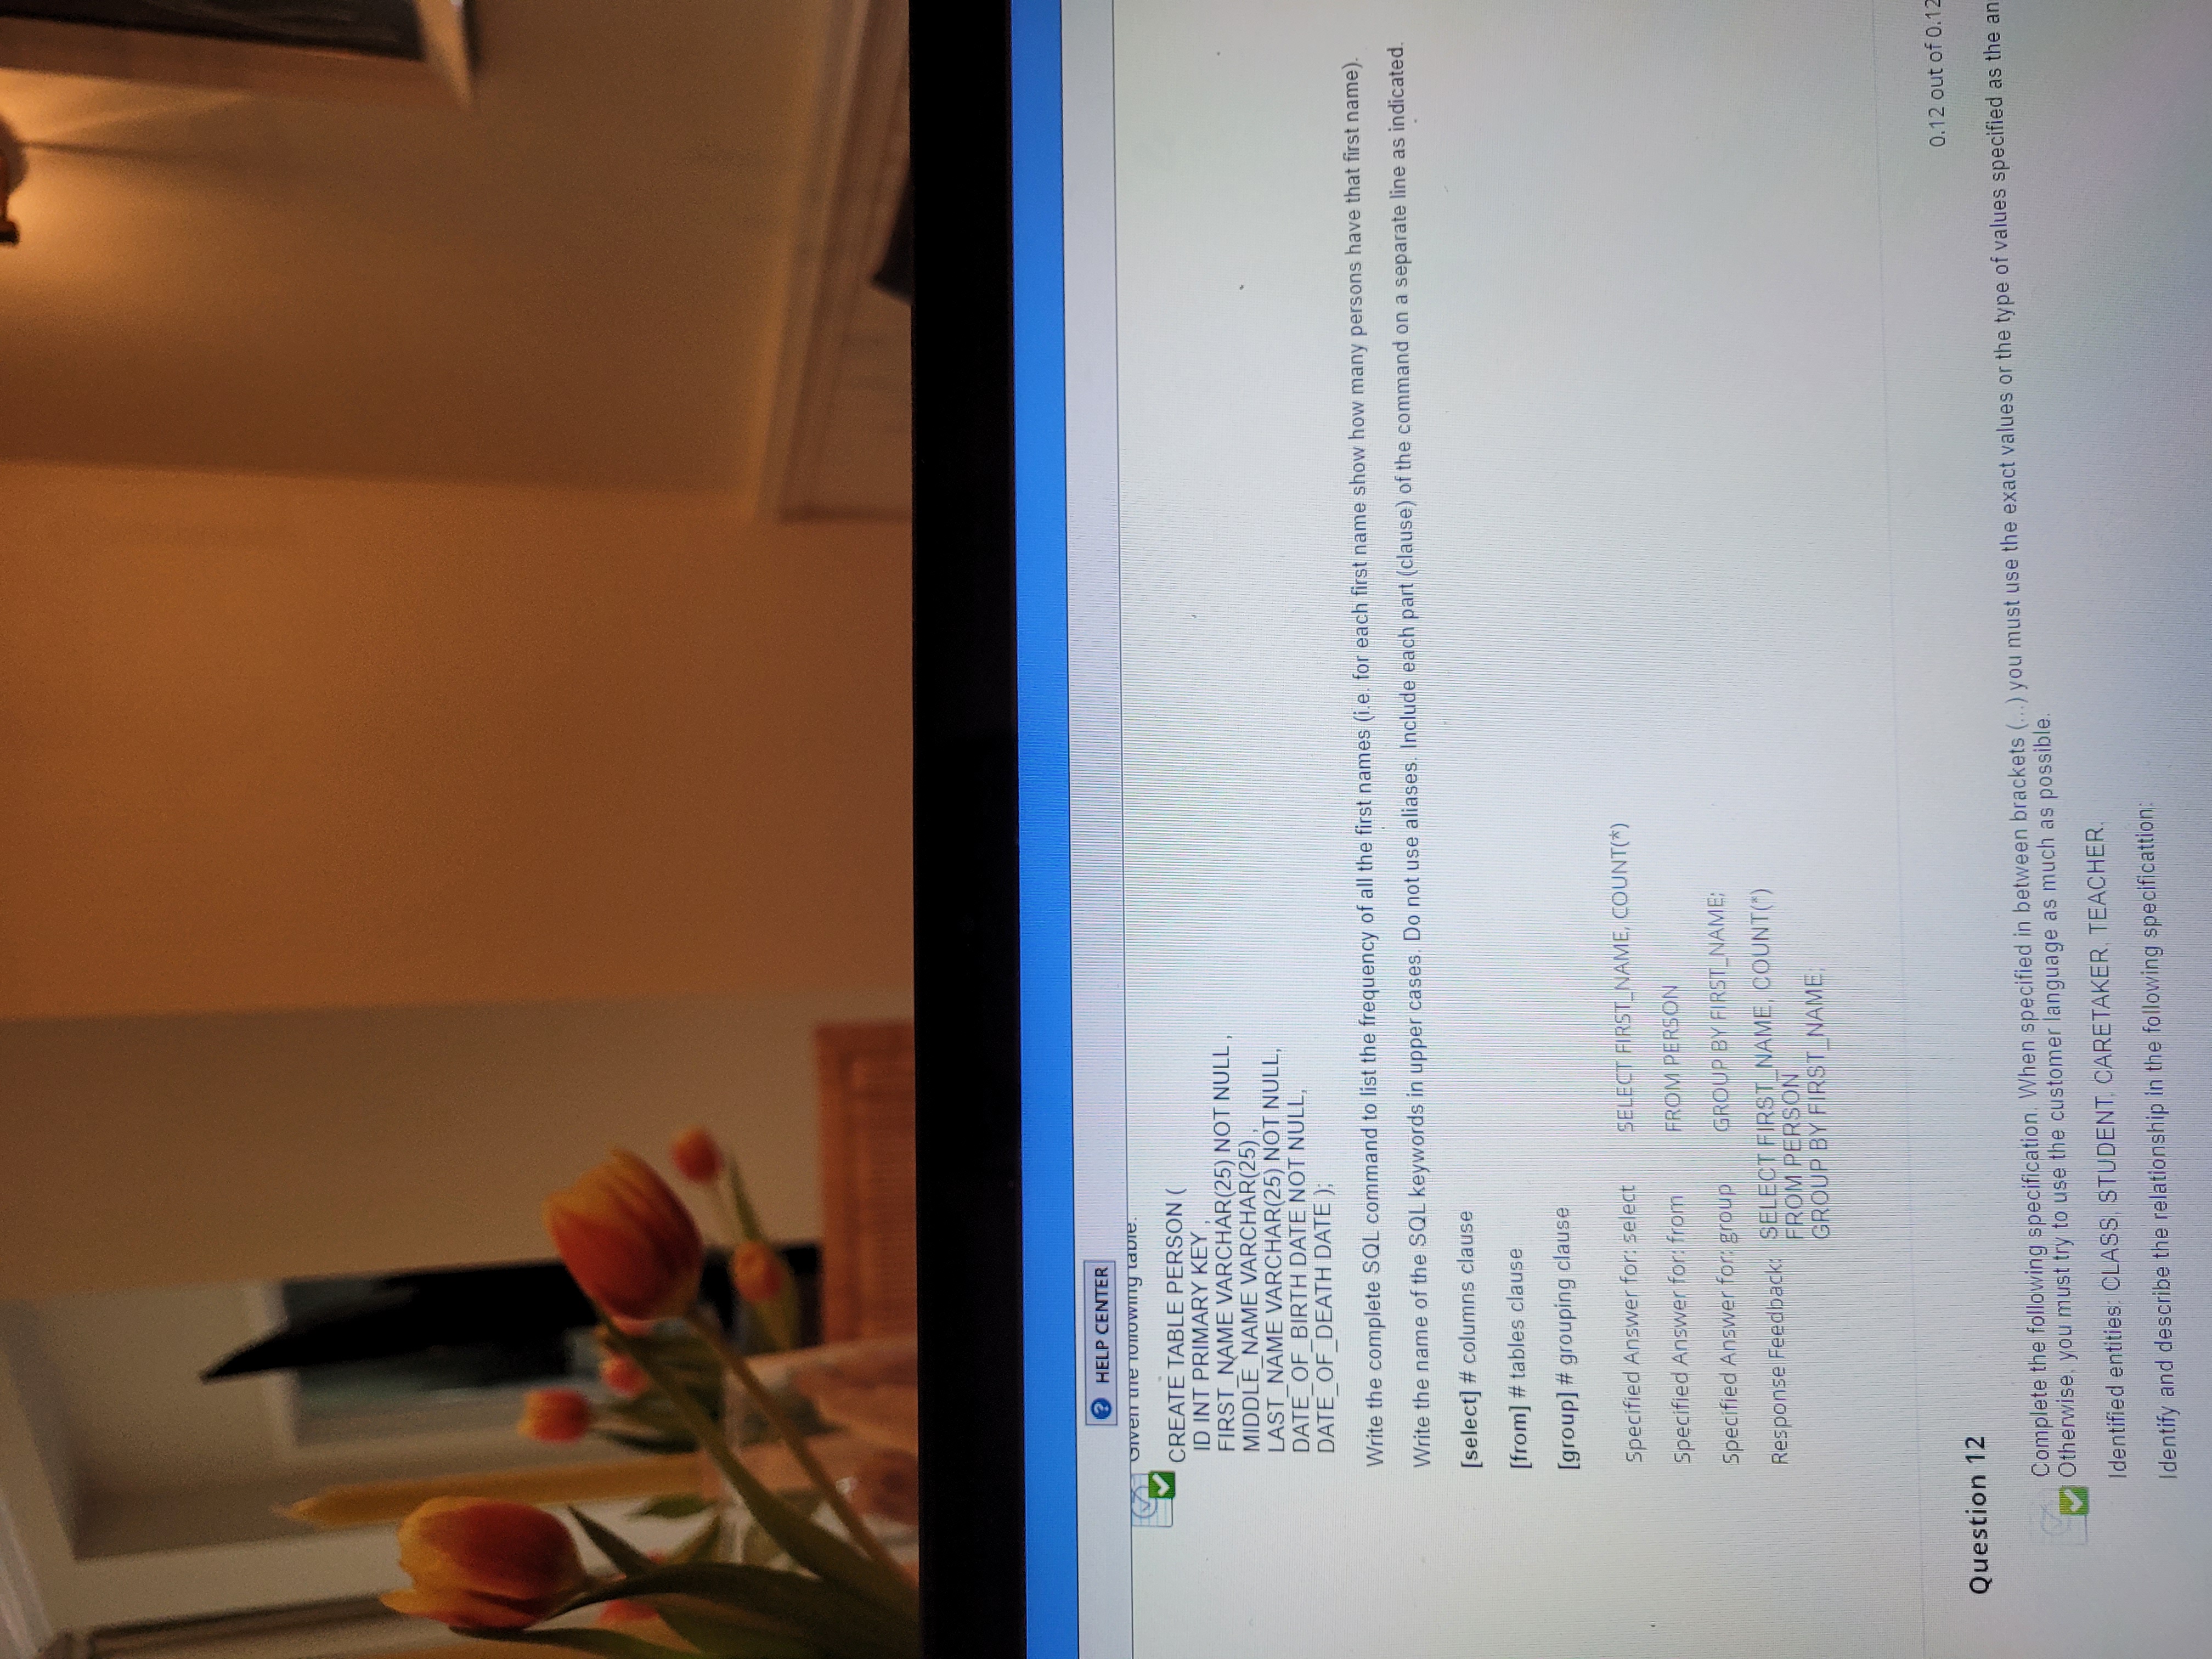 HELP CENTER
Given the following table:
CREATE TABLE PERSON (
ID INT PRIMARY KEY ,
FIRST_NAME VARCHAR(25) NOT NULL ,
MIDDLE_NAME VARCHAR(25) ,
LAST_NAME VARCHAR(25) NOT NULL,
DATE_OF_BIRTH DATE NOT NULL,
DATE_OF_DEATH DATE );
Write the complete SQL command to list the frequency of all the first names (i.e. for each first name show how many persons have that first name).
Write the name of the SQL keywords in upper cases. Do not use aliases. Include each part (clause) of the command on a separate line as indicated.
[select] # columns clause
[from] # tables clause
[group] # grouping clause
Specified Answer for: select SELECT FIRST_NAME, COUNT(*)
Specified Answer for: from FROM PERSON
Specified Answer for: group GROUP BY FIRST_NAME;
Response Feedback: SELECT FIRST_NAME, COUNT(*)
FROM PERSON
GROUP BY FIRST_NAME;
0.12 out of 0.12
Question 12
Complete the following specification. When specified in between brackets (...) you must use the exact values or the type of values specified as the an
Otherwise, you must try to use the customer language as much as possible.
Identified entities: CLASS, STUDENT, CARETAKER, TEACHER.
Identify and describe the relationship in the following specificattion: